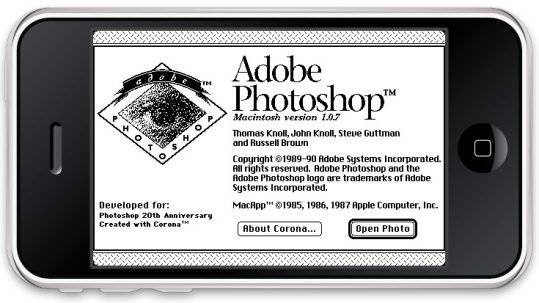 adobe™
PHOTOSHOP
Adobe
Photoshop™
Macintosh version 1.0.7
Thomas Knoll, John Knoll, Steve Guttman
and Russell Brown
Copyright ©1989-90 Adobe Systems Incorporated.
All rights reserved. Adobe Photoshop and the
Adobe Photoshop logo are trademarks of Adobe
Systems Incorporated.
Developed for:
Photoshop 20th Anniversary
Created with Corona™
MacApp™ ©1985, 1986, 1987 Apple Computer, Inc.
About Corona...
Open Photo